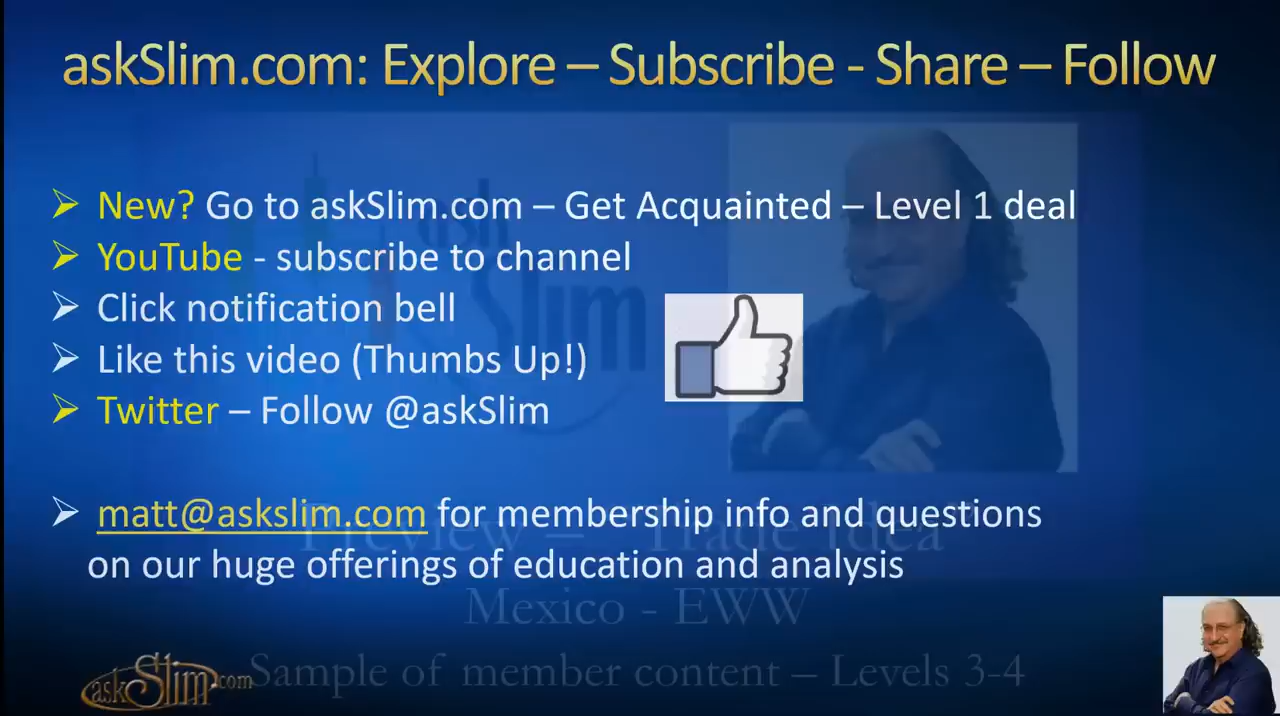 askSlim.com: Explore – Subscribe - Share – Follow
New? Go to askSlim.com – Get Acquainted – Level 1 deal
YouTube - subscribe to channel
Click notification bell
Like this video (Thumbs Up!)
Twitter – Follow @askSlim
matt@askslim.com for membership info and questions
on our huge offerings of education and analysis
ask
Slim
Preview – "Trade Idea"
Mexico - EWW
Sample of member content – Levels 3-4
askSlim.com